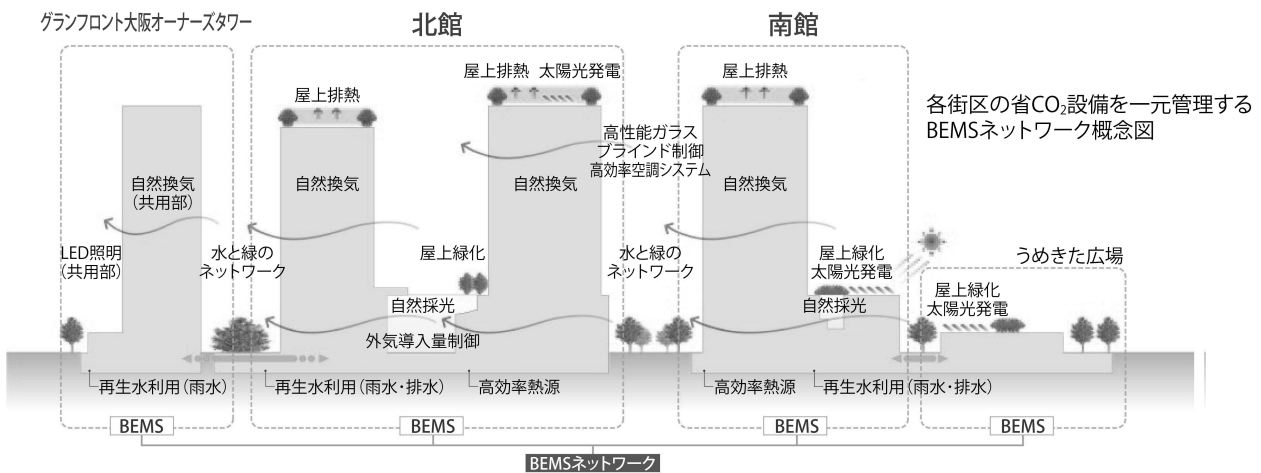 グランフロント大阪オーナーズタワー
北館
南館
各街区の省CO₂設備を一元管理する
BEMSネットワーク概念図
自然換気
（共用部）
LED照明
（共用部）
水と緑の
ネットワーク
屋上排熱
自然換気
屋上排熱 太陽光発電
高性能ガラス
ブラインド制御
高効率空調システム
自然換気
屋上緑化
自然採光
外気導入量制御
水と緑の
ネットワーク
屋上排熱
自然換気
屋上緑化
太陽光発電
自然採光
うめきた広場
屋上緑化
太陽光発電
再生水利用（雨水）
再生水利用（雨水・排水）
高効率熱源
高効率熱源
再生水利用（雨水・排水）
BEMS
BEMS
BEMS
BEMS
BEMSネットワーク